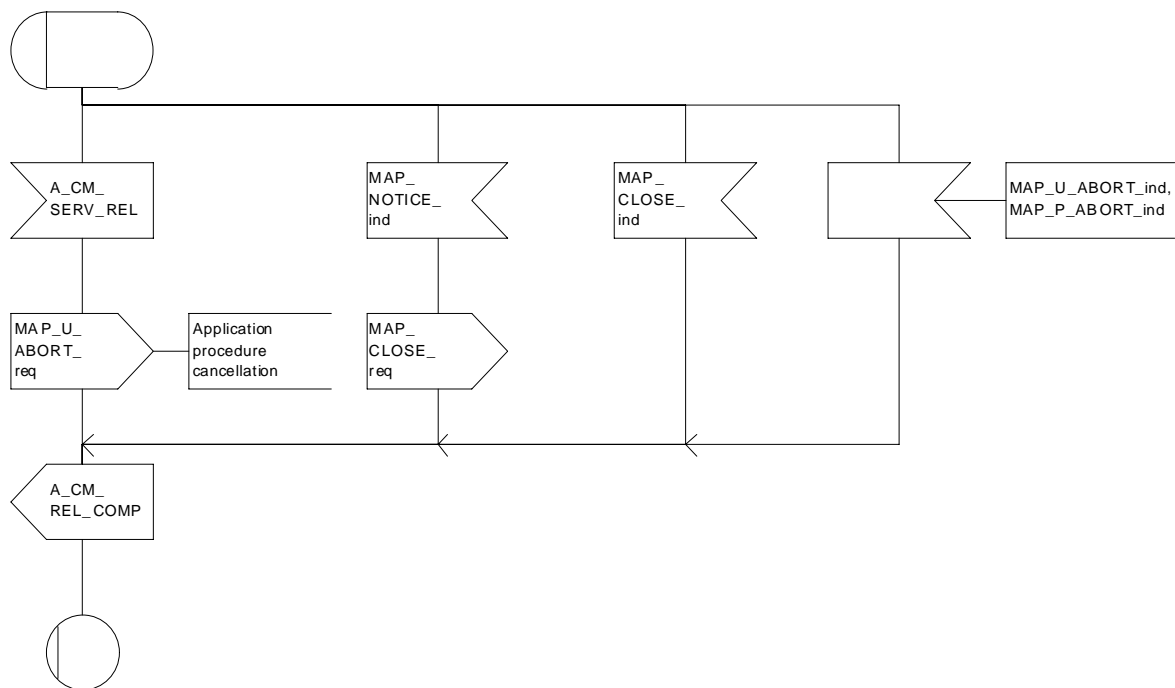 A_CM_
SERV_REL
MAP_
NOTICE_
ind
MAP_
CLOSE_
ind
MAP_U_ABORT_ind,
MAP_P_ABORT_ind
MAP_U_
ABORT_
req
Application
procedure
cancellation
MAP_
CLOSE_
req
A_CM_
REL_COMP